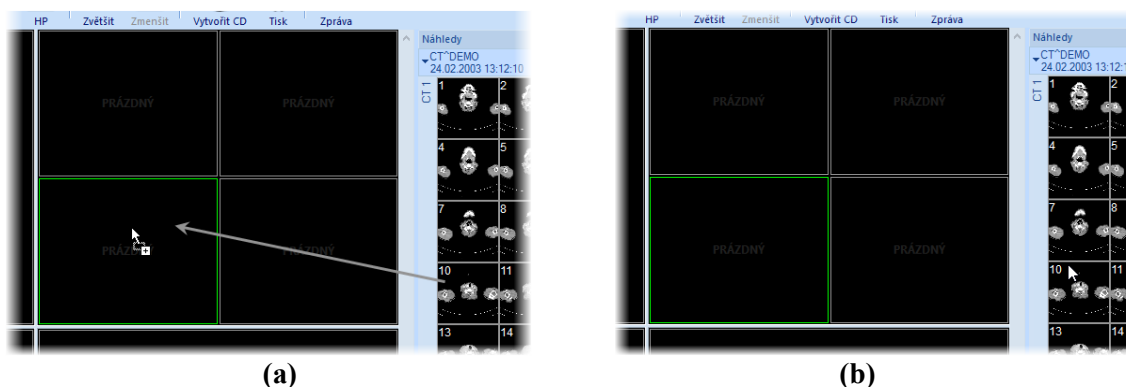 HP Zvětšit Zmenšit Vytvořit CD Tisk Zpráva
Náhledy
CT^DEMO
24.02.2003 13:12:10
CT 1
PRÁZDNÝ PRÁZDNÝ
PRÁZDNÝ PRÁZDNÝ
1 2
4 5
7 8
10 11
13 14
(a)
HP Zvětšit Zmenšit Vytvořit CD Tisk Zpráva
Náhledy
CT^DEMO
24.02.2003 13:12:1
CT 1
PRÁZDNÝ PRÁZDNÝ
PRÁZDNÝ PRÁZDNÝ
1 2
4 5
7 8
10 11
13 14
(b)